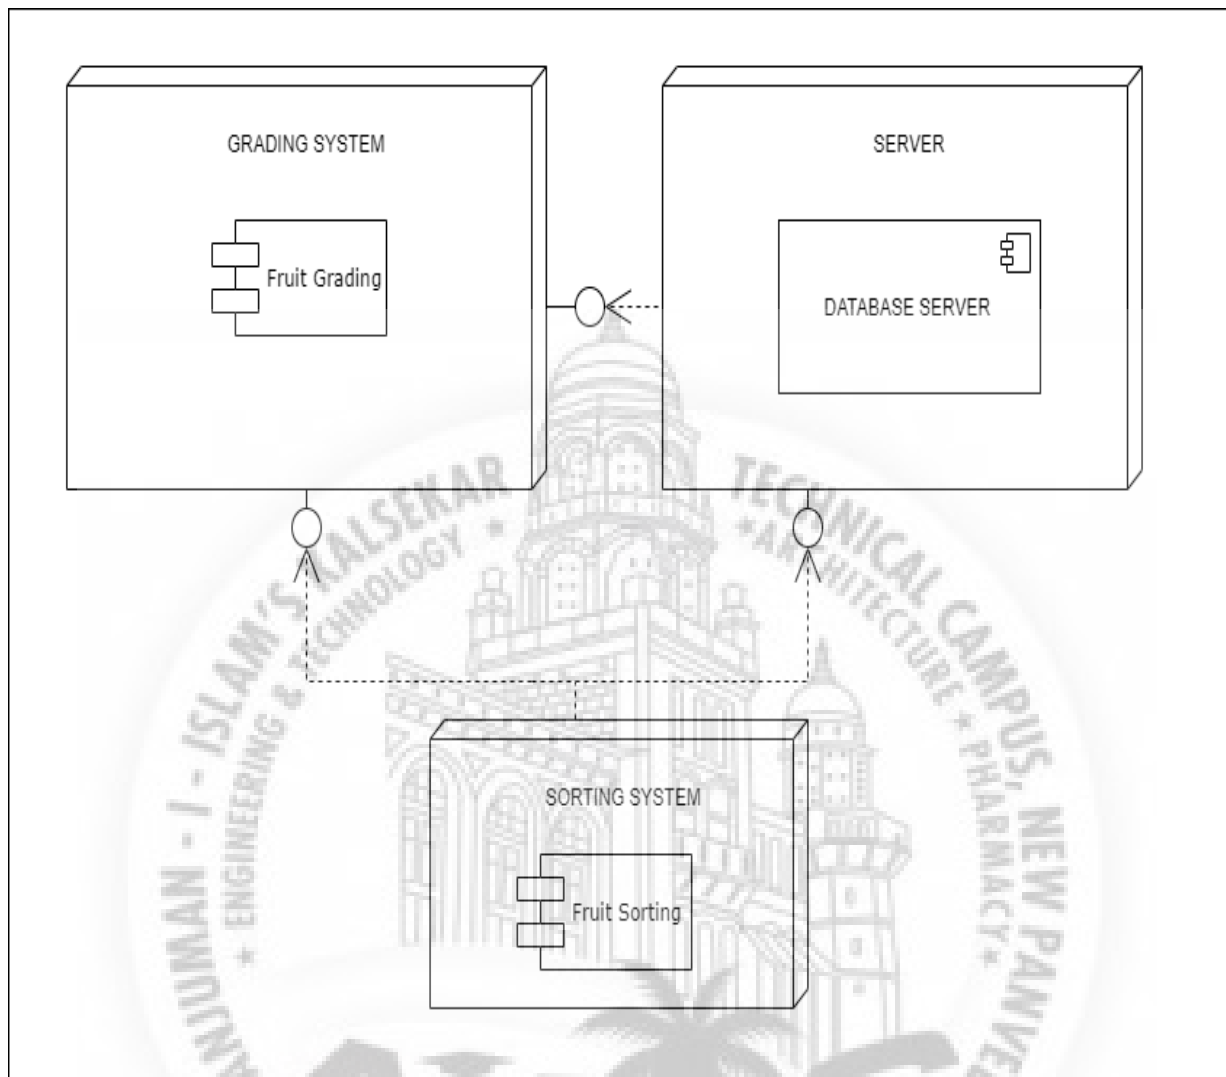 GRADING SYSTEM
Fruit Grading
SERVER
DATABASE SERVER
SORTING SYSTEM
Fruit Sorting
ANJUMAN - I - ISLAM'S KALSEKAR TECHNICAL CAMPUS, NEW
ENGINEERING & TECHNOLOGY * ARCHITECTURE * PHARMACY *